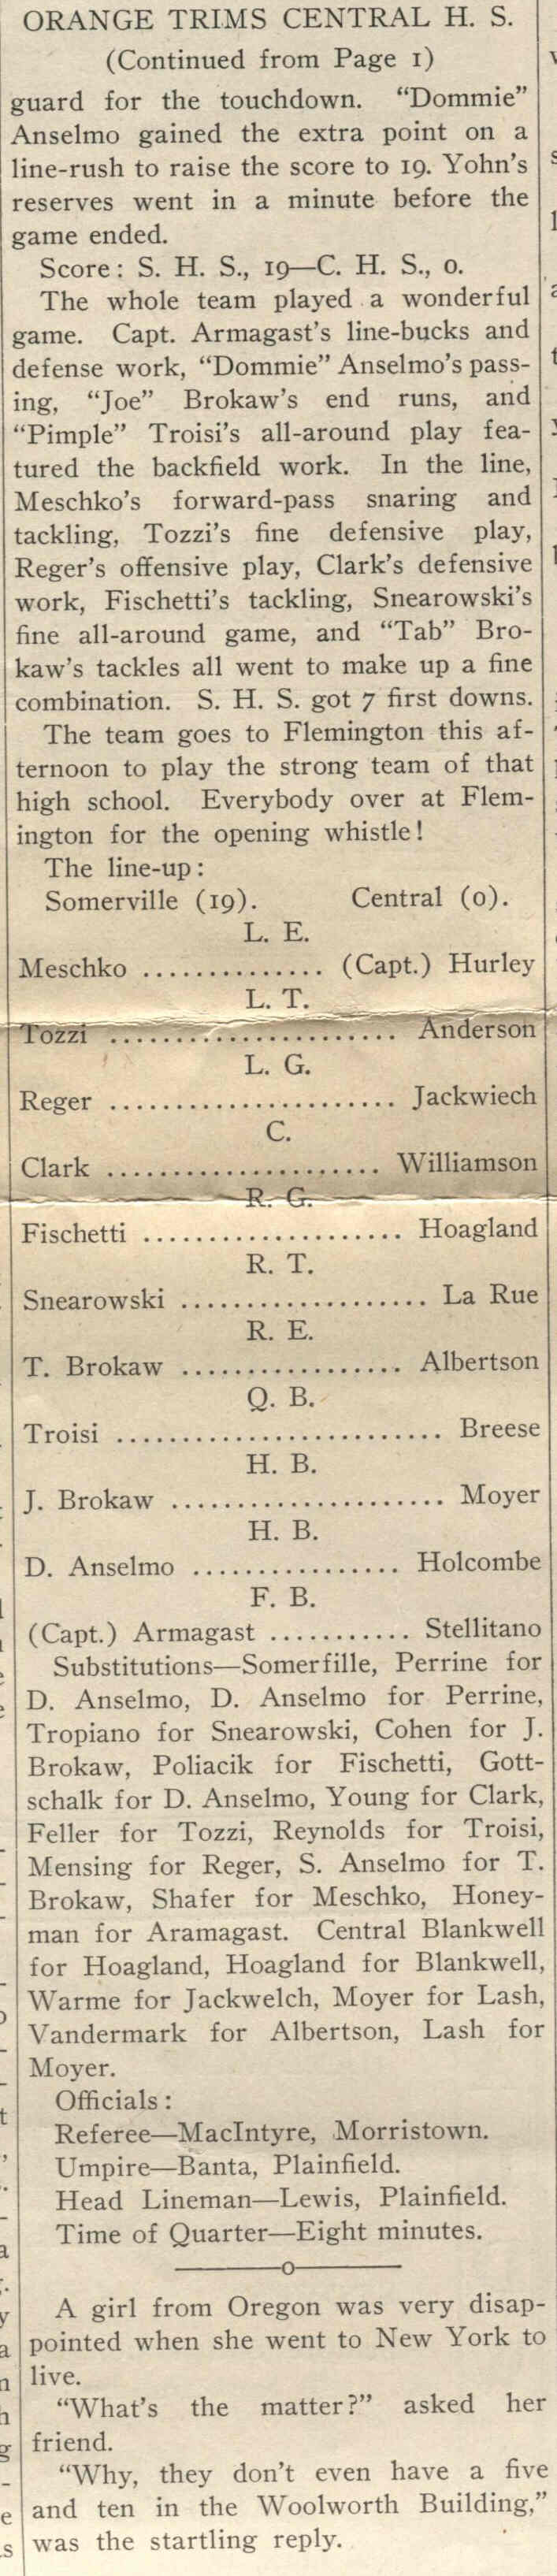 ORANGE TRIMS CENTRAL H. S.
(Continued from Page 1)
guard for the touchdown. “Dommie”
Anselmo gained the extra point on a
line-rush to raise the score to 19. Yohn's
reserves went in a minute before the
game ended.
Score: S. H. S., 19—C. H. S., 0.
The whole team played a wonderful
game. Capt. Armagast's line-bucks and
defense work, “Dommie” Anselmo's pass-
ing, “Joe” Brokaw's end runs, and
“Pimple” Troisi's all-around play fea-
tured the backfield work. In the line,
Meschko's forward-pass snaring and
tackling, Tozzi's fine defensive play,
Reger's offensive play, Clark's defensive
work, Fischetti's tackling, Snearowski's
fine all-around game, and “Tab” Bro-
kaw's tackles all went to make up a fine
combination. S. H. S. got 7 first downs.
The team goes to Flemington this af-
ternoon to play the strong team of that
high school. Everybody over at Flem-
ington for the opening whistle!
The line-up:
Somerville (19). Central (0).
L. E.
Meschko .............. (Capt.) Hurley
L. T.
Tozzi ...................... Anderson
L. G.
Reger ...................... Jackwiech
C.
Clark ..................... Williamson
R. G.
Fischetti .................... Hoagland
R. T.
Snearowski ................... La Rue
R. E.
T. Brokaw ................. Albertson
Q. B.
Troisi ......................... Breese
H. B.
J. Brokaw ..................... Moyer
H. B.
D. Anselmo ................ Holcombe
F. B.
(Capt.) Armagast ........... Stellitano
Substitutions—Somerfille, Perrine for
D. Anselmo, D. Anselmo for Perrine,
Tropiano for Snearowski, Cohen for J.
Brokaw, Poliacik for Fischetti, Gott-
schalk for D. Anselmo, Young for Clark,
Feller for Tozzi, Reynolds for Troisi,
Mensing for Reger, S. Anselmo for T.
Brokaw, Shafer for Meschko, Honey-
man for Aramagast. Central Blankwell
for Hoagland, Hoagland for Blankwell,
Warme for Jackwelch, Moyer for Lash,
Vandermark for Albertson, Lash for
Moyer.
Officials:
Referee—MacIntyre, Morristown.
Umpire—Banta, Plainfield.
Head Lineman—Lewis, Plainfield.
Time of Quarter—Eight minutes.
A girl from Oregon was very disap-
pointed when she went to New York to
live.
“What's the matter?” asked her
friend.
“Why, they don't even have a five
and ten in the Woolworth Building,”
was the startling reply.